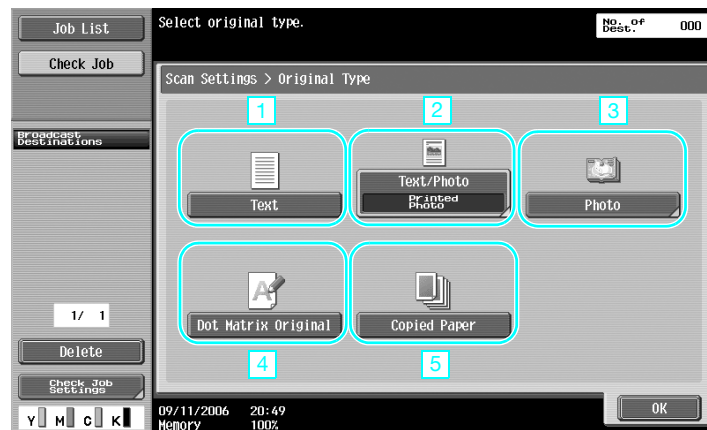 Job List
Select original type.
No. of
Dest.
000
Check Job
Scan Settings > Original Type
1
2
3
Broadcast
Destinations
Text
Text/Photo
Printed
Photo
Photo
Dot Matrix Original
Copied Paper
4
5
1/ 1
Delete
Check Job
Settings
Y M C K
09/11/2006 20:49
Memory 100%
OK